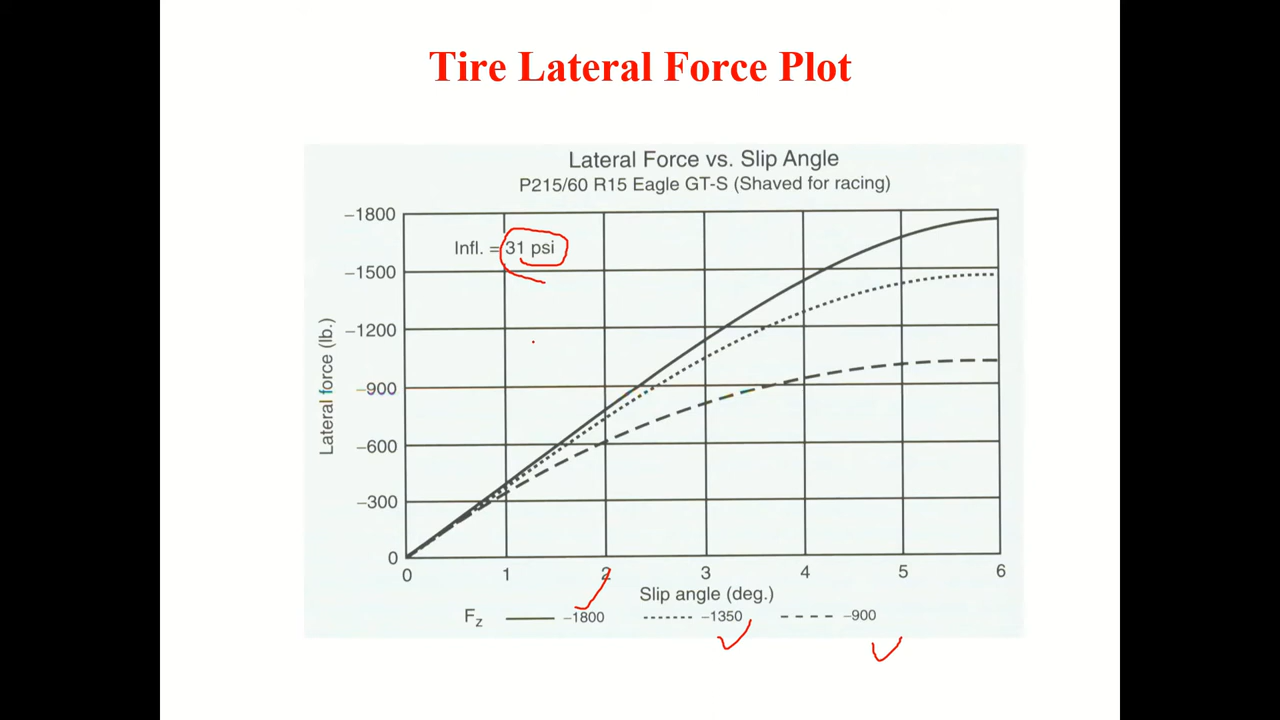 Tire Lateral Force Plot
Lateral Force vs. Slip Angle
P215/60 R15 Eagle GT-S (Shaved for racing)
–1800
Infl. = 31 psi
–1500
–1200
–900
–600
–300
0
Lateral force (lb.)
0 1 2 3 4 5 6
Slip angle (deg.)
Fz –1800 –1350 –900